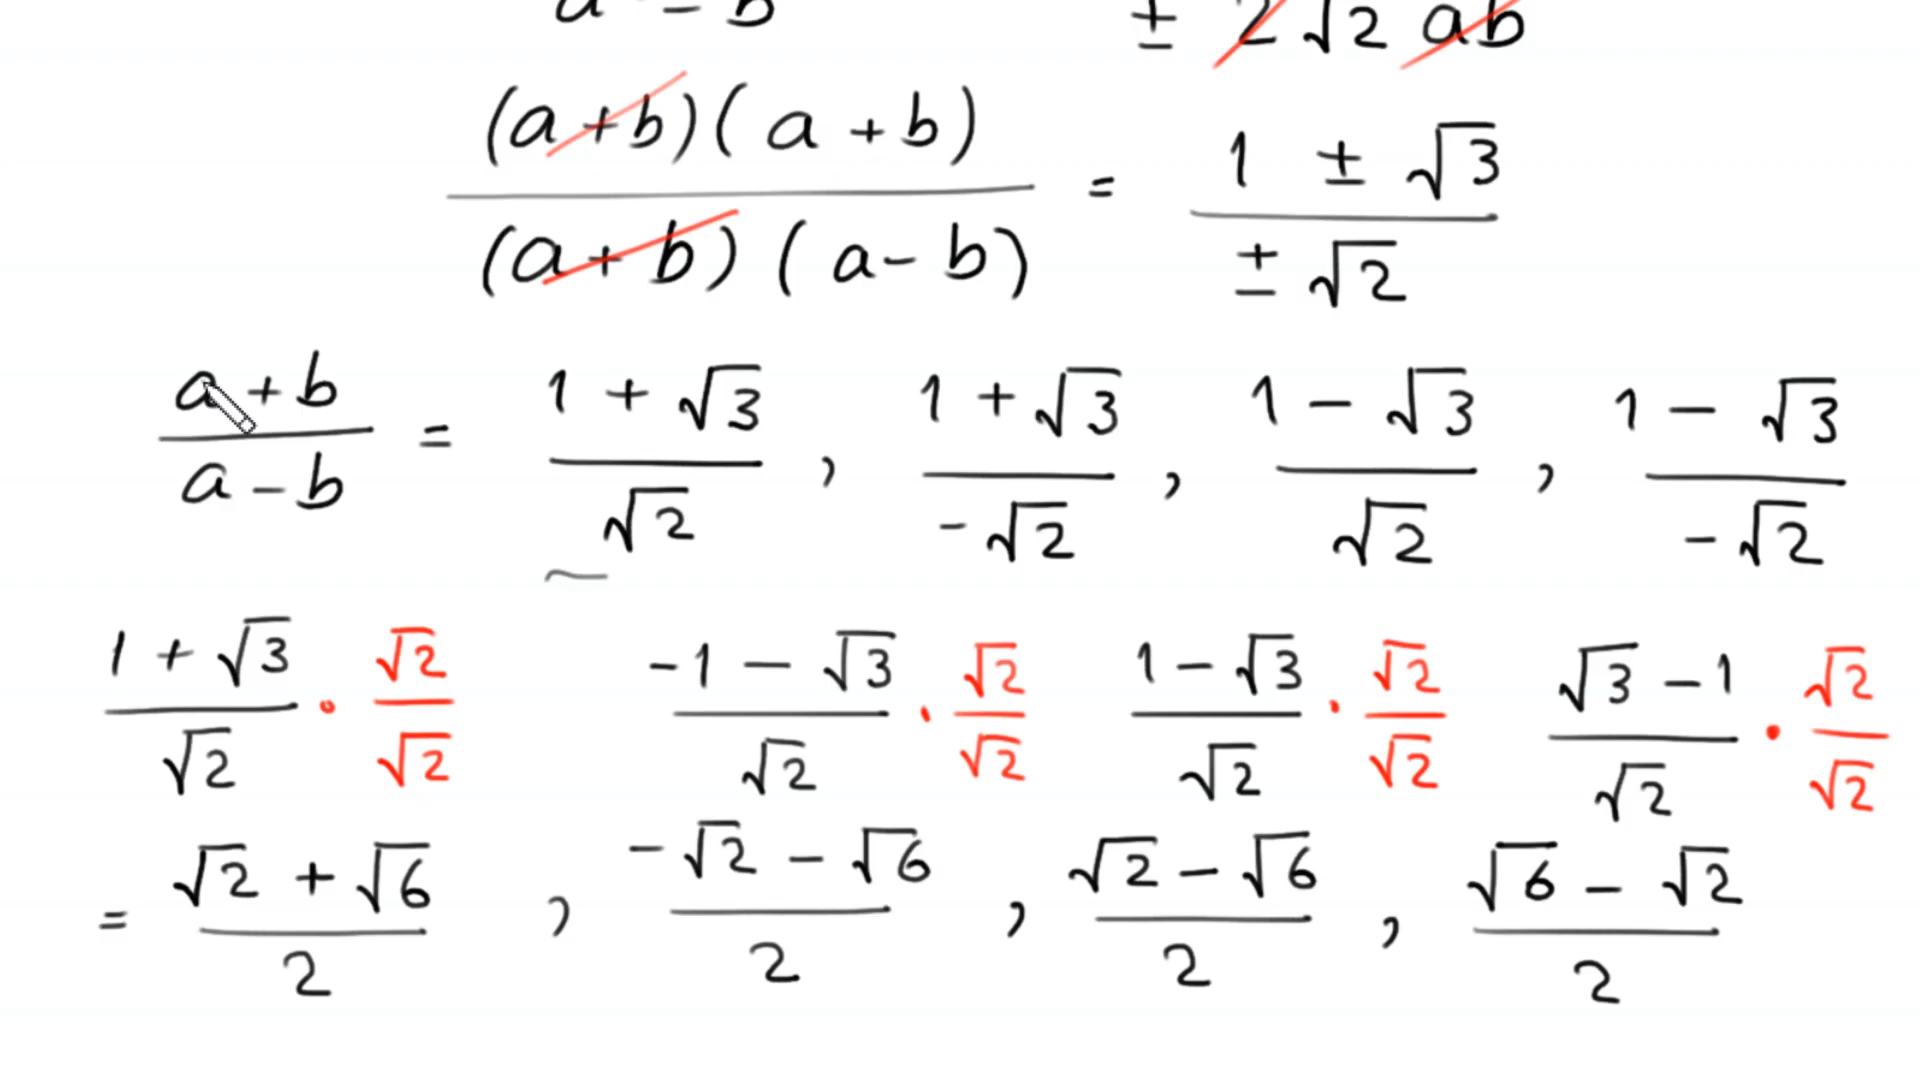 a - b ± 2 √2 ab
(a + b)(a + b) / (a + b)(a - b) = 1 ± √3 / ± √2
a + b / a - b = 1 + √3 / √2 , 1 + √3 / - √2 , 1 - √3 / √2 , 1 - √3 / - √2
1 + √3 / √2 · √2 / √2 -1 - √3 / √2 · √2 / √2 1 - √3 / √2 · √2 / √2 √3 - 1 / √2 · √2 / √2
= √2 + √6 / 2 , - √2 - √6 / 2 , √2 - √6 / 2 , √6 - √2 / 2